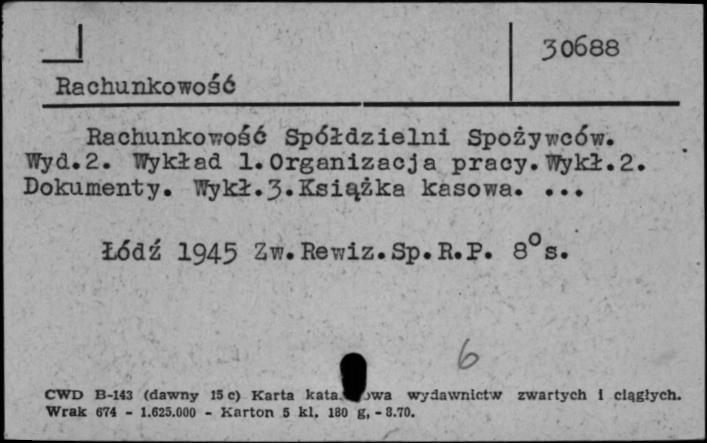 30688
Rachunkowość
Rachunkowość Spółdzielni Spożywców.
Wyd.2. Wykład 1.Organizacja pracy.Wykł.2.
Dokumenty. Wykł.3.Książka kasowa. ...
Łódź 1945 Zw.Rewiz.Sp.R.P. 8°s.
6
CWD B-143 (dawny 15 c) Karta kata owa wydawnictw zwartych i ciągłych.
Wrak 674 - 1.625.000 - Karton 5 kl. 180 g, - 8.70.